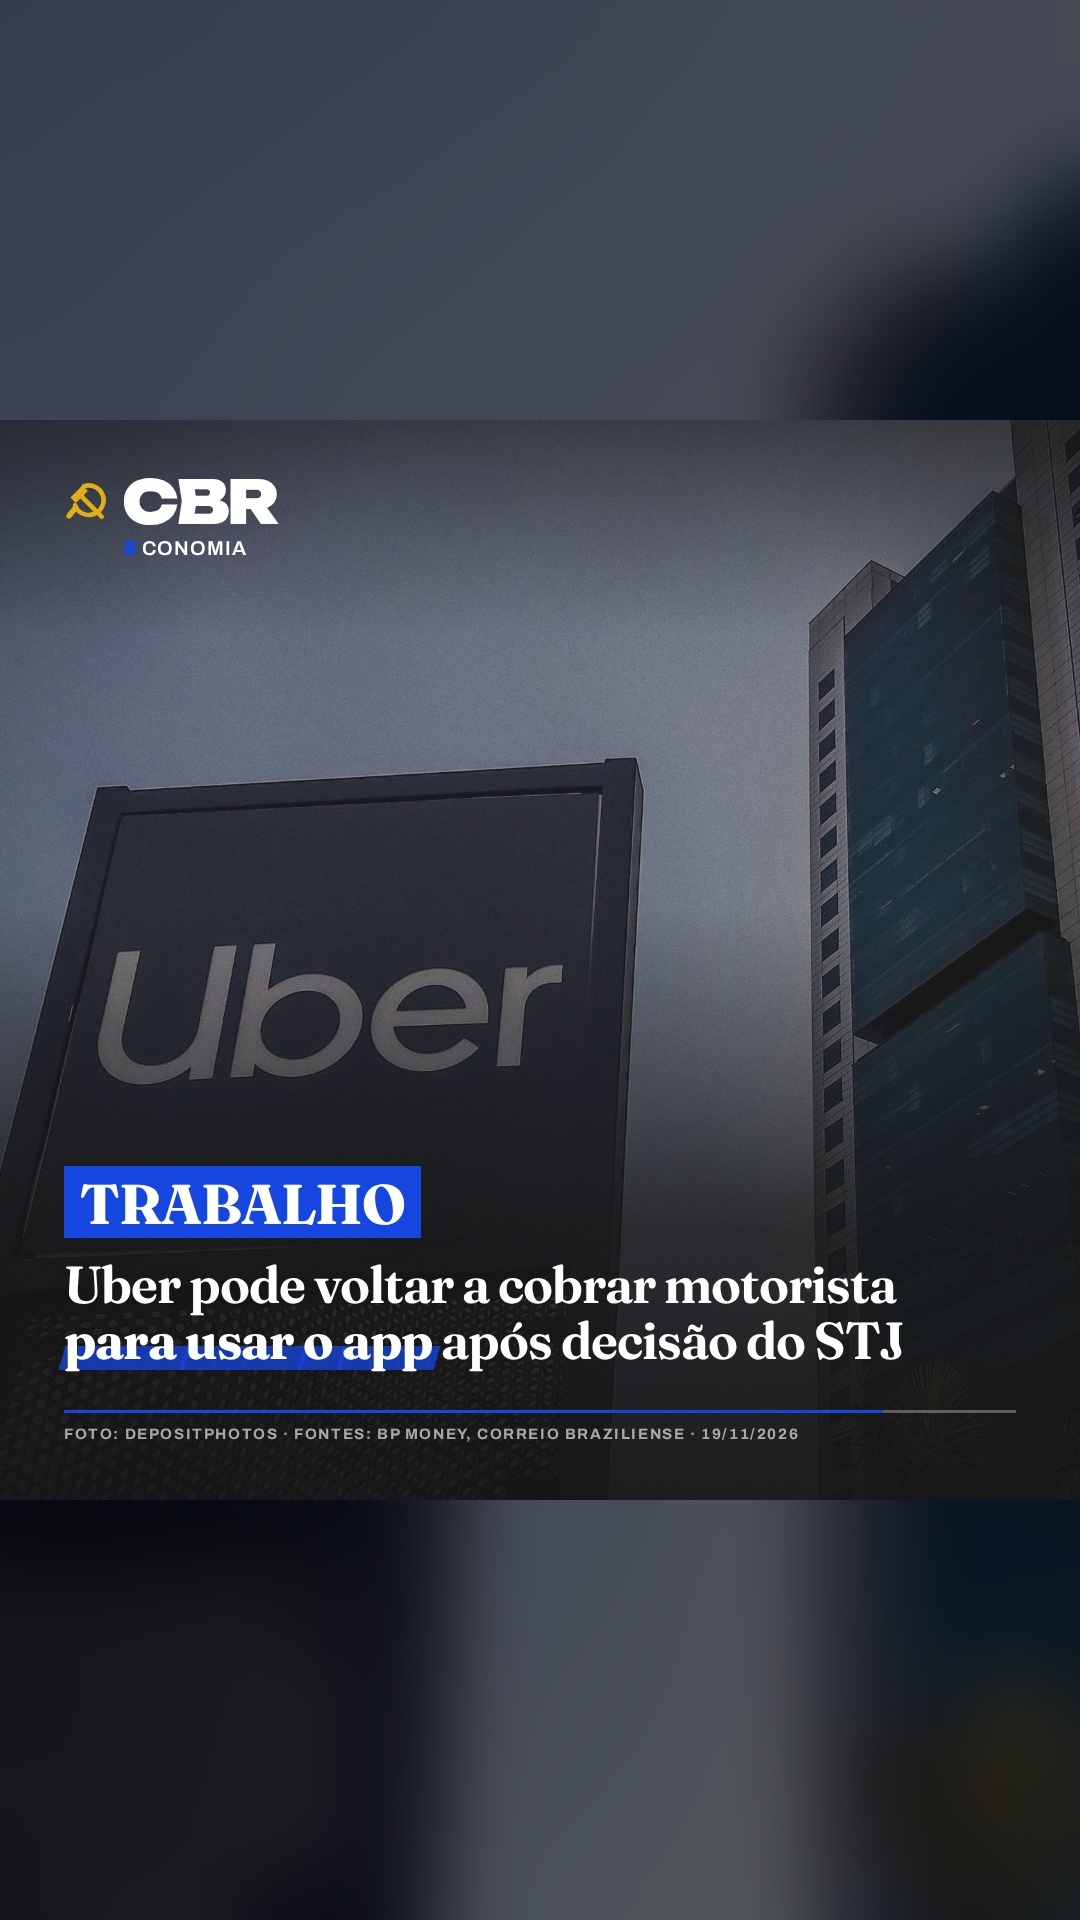 CBR
CONOMIA
Uber
TRABALHO
Uber pode voltar a cobrar motorista
para usar o app após decisão do STJ
FOTO: DEPOSITPHOTOS · FONTES: BP MONEY, CORREIO BRAZILIENSE · 19/11/2026